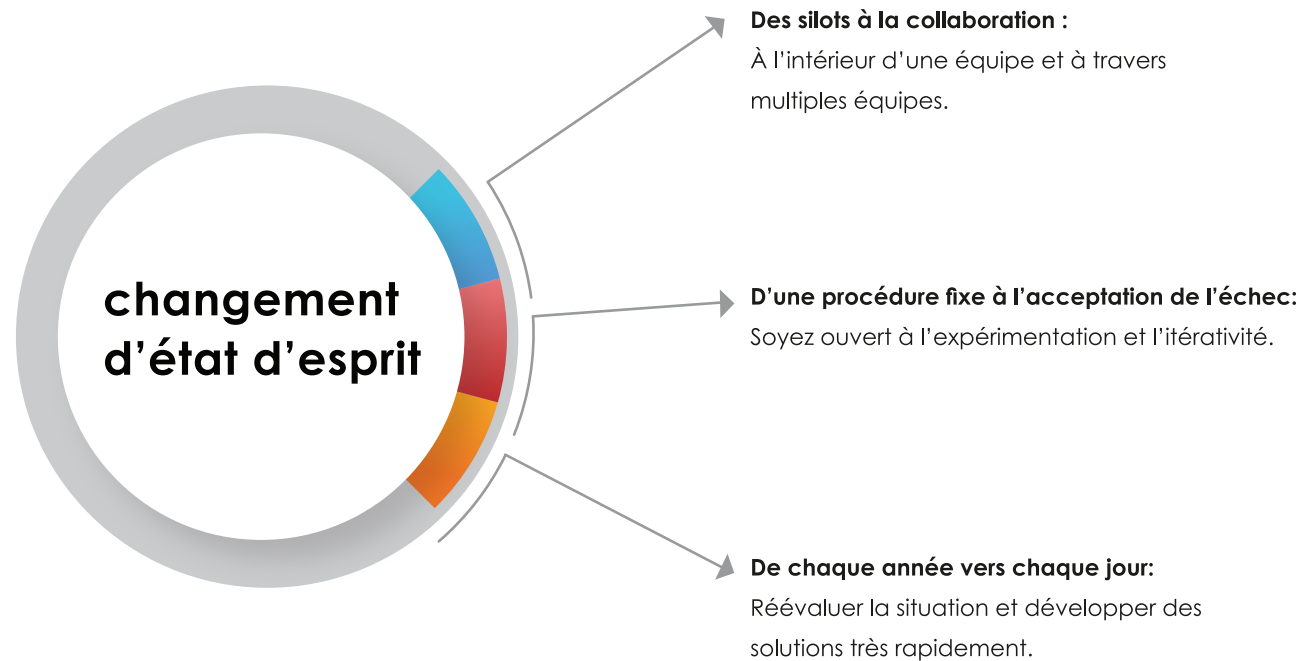 changement
d'état d'esprit
Des silots à la collaboration :
À l'intérieur d'une équipe et à travers
multiples équipes.
D'une procédure fixe à l'acceptation de l'échec:
Soyez ouvert à l'expérimentation et l'itérativité.
De chaque année vers chaque jour:
Réévaluer la situation et développer des
solutions très rapidement.